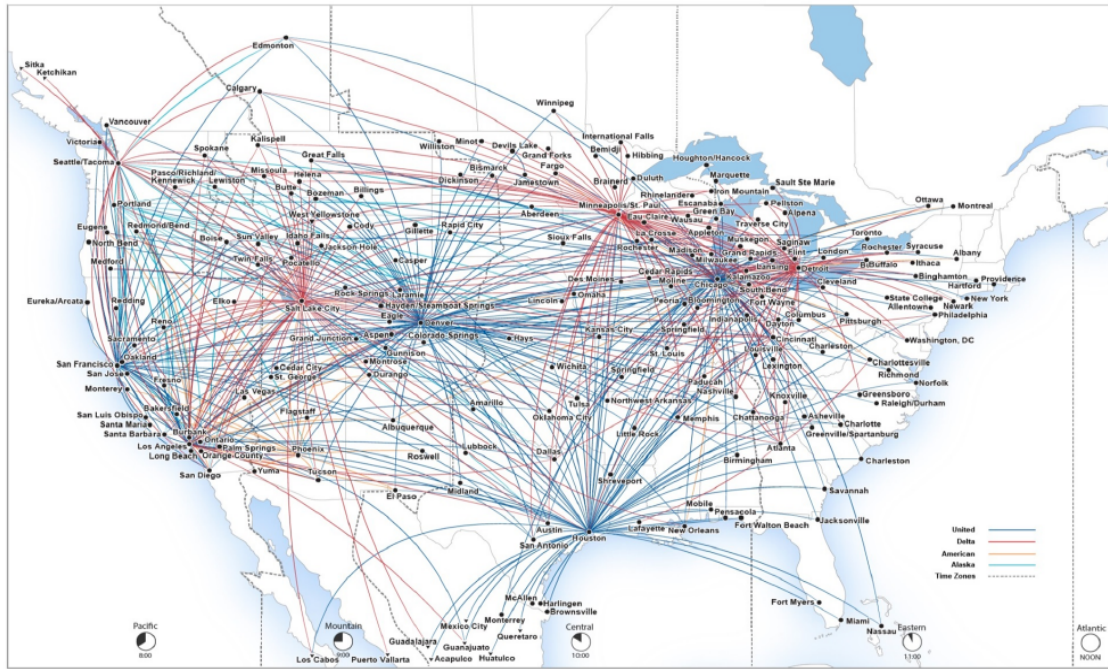 Edmonton
Sitka
Ketchikan
Calgary
Winnipeg
Vancouver
International Falls
Victoria
Kalispell
Williston
Minot
Devils Lake
Bemidji
Hibbing
Spokane
Grand Forks
Houghton/Hancock
Seattle/Tacoma
Great Falls
Bismarck
Fargo
Marquette
Pasco/Richland/
Kennewick
Missoula
Helena
Brainerd
Duluth
Iron Mountain
Sault Ste Marie
Lewiston
Butte
Bozeman
Billings
Dickinson
Jamestown
Rhinelander
Escanaba
Pellston
Ottawa
Montreal
Portland
Minneapolis/St. Paul
Green Bay
Alpena
West Yellowstone
Aberdeen
Eau Claire
Wausau
Traverse City
Eugene
Redmond/Bend
Sun Valley
Idaho Falls
Cody
Gillette
Rapid City
La Crosse
Appleton
Toronto
North Bend
Boise
Jackson Hole
Sioux Falls
Rochester
Madison
Muskegon
Saginaw
Flint
London
Rochester
Syracuse
Medford
Twin Falls
Pocatello
Casper
Milwaukee
Grand Rapids
Lansing
Detroit
Buffalo
Ithaca
Albany
Des Moines
Cedar Rapids
Moline
Chicago
Kalamazoo
South Bend
Cleveland
Binghamton
Providence
Hartford
Eureka/Arcata
Redding
Elko
Rock Springs
Laramie
Lincoln
Omaha
Peoria
Bloomington
Fort Wayne
State College
Allentown
Newark
New York
Salt Lake City
Hayden/Steamboat Springs
Eagle
Indianapolis
Columbus
Dayton
Pittsburgh
Philadelphia
Reno
Denver
Aspen
Colorado Springs
Kansas City
Springfield
Cincinnati
Washington, DC
Sacramento
Grand Junction
Hays
St. Louis
Louisville
Charleston
San Francisco
Oakland
Gunnison
Montrose
Lexington
Charlottesville
San Jose
Cedar City
St. George
Durango
Wichita
Springfield
Paducah
Richmond
Monterey
Fresno
Las Vegas
Nashville
Knoxville
Norfolk
Amarillo
Tulsa
Northwest Arkansas
Greensboro
Raleigh/Durham
San Luis Obispo
Bakersfield
Flagstaff
Oklahoma City
Memphis
Chattanooga
Asheville
Santa Maria
Albuquerque
Charlotte
Santa Barbara
Burbank
Ontario
Little Rock
Greenville/Spartanburg
Los Angeles
Palm Springs
Phoenix
Roswell
Lubbock
Dallas
Atlanta
Long Beach
Orange County
Birmingham
Charleston
San Diego
Yuma
Tucson
Shreveport
El Paso
Midland
Savannah
Mobile
Pensacola
Austin
Lafayette
New Orleans
Fort Walton Beach
Jacksonville
San Antonio
Houston
United
Delta
American
Alaska
Time Zones
McAllen
Harlingen
Brownsville
Fort Myers
Monterrey
Miami
Mexico City
Queretaro
Nassau
Pacific
8:00
Mountain
9:00
Central
10:00
Eastern
11:00
Atlantic
NOON
Guadalajara
Guanajuato
Los Cabos
Puerto Vallarta
Acapulco
Huatulco